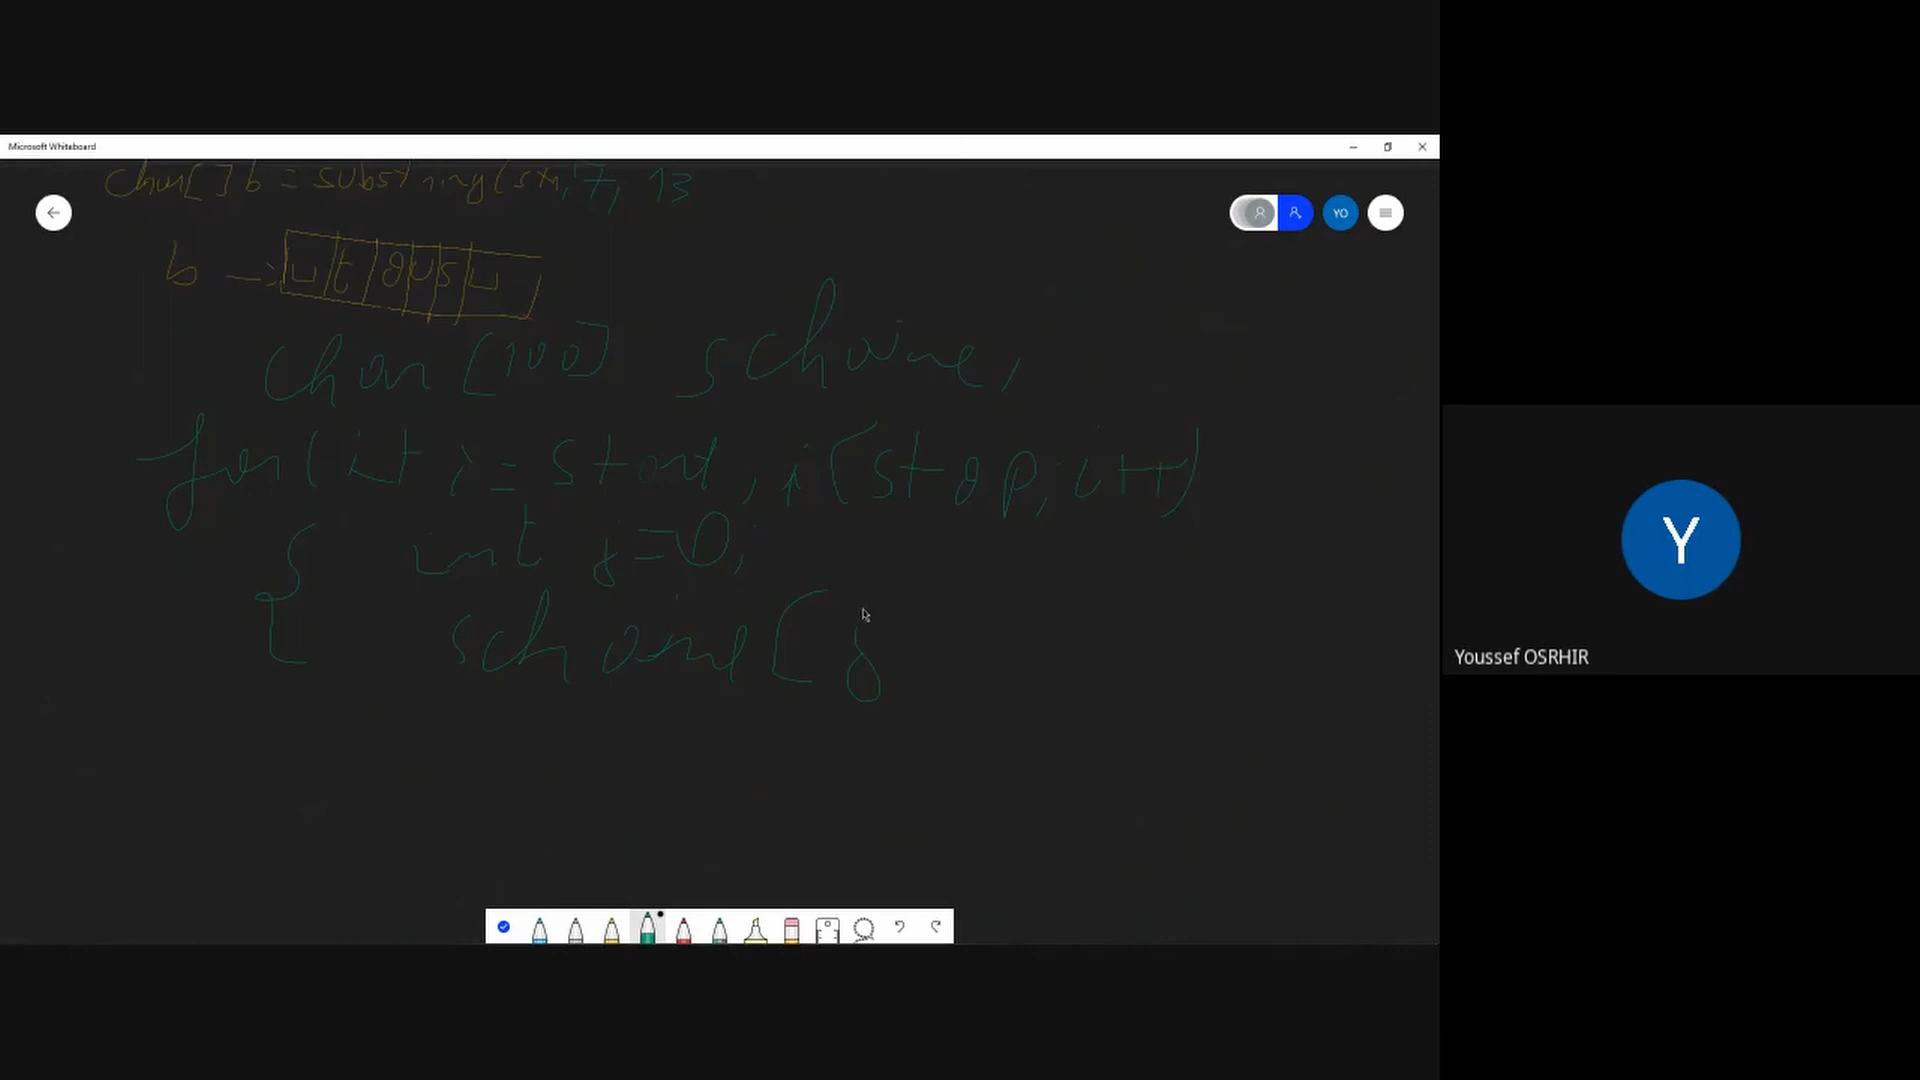 Microsoft Whiteboard
char[] b = substring(str, 7, 13
YO
b → ␣ t o u s ␣
char [100] schaine,
for(int i = start, i(stop; i++)
Y
{ int j=0;
schaine[j
Youssef OSRHIR